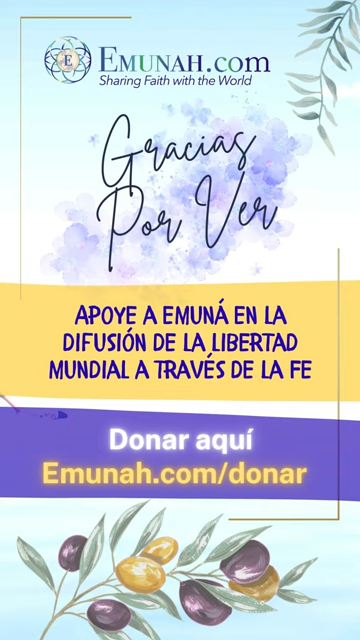 E
EMUNAH.com
Sharing Faith with the World
Gracias
Por Ver
APOYE A EMUNÁ EN LA
DIFUSIÓN DE LA LIBERTAD
MUNDIAL A TRAVÉS DE LA FE
Donar aquí
Emunah.com/donar